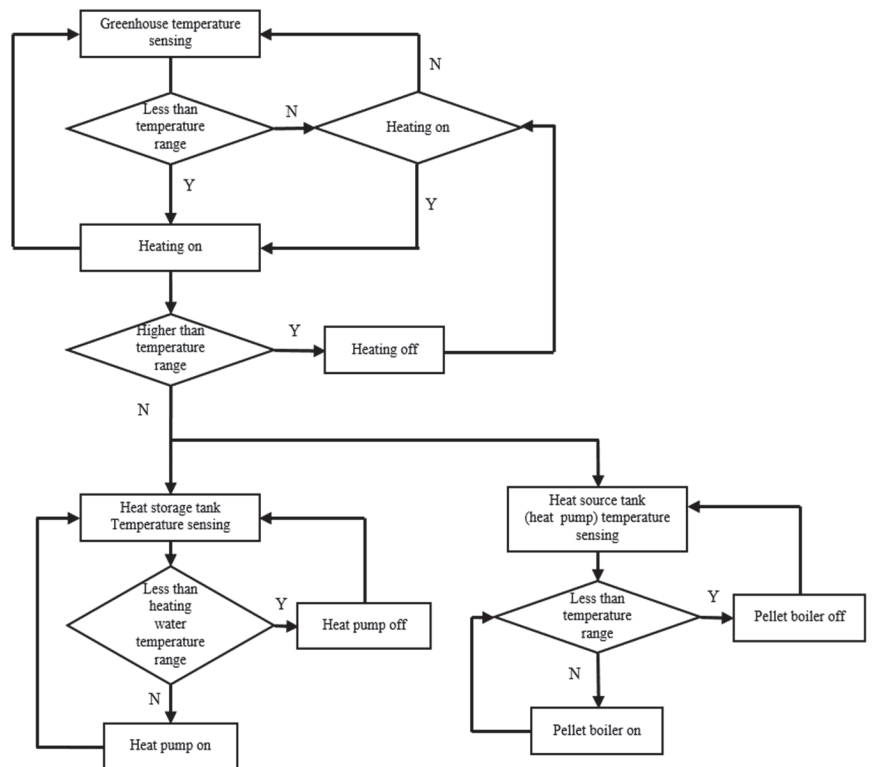 Greenhouse temperature
sensing
N
Less than
temperature
range
N
Heating on
Y
Y
Heating on
Higher than
temperature
range
Y
Heating off
N
Heat storage tank
Temperature sensing
Heat source tank
(heat pump) temperature
sensing
Less than
heating
water
temperature
range
Y
Heat pump off
Less than
temperature
range
Y
Pellet boiler off
N
N
Heat pump on
Pellet boiler on